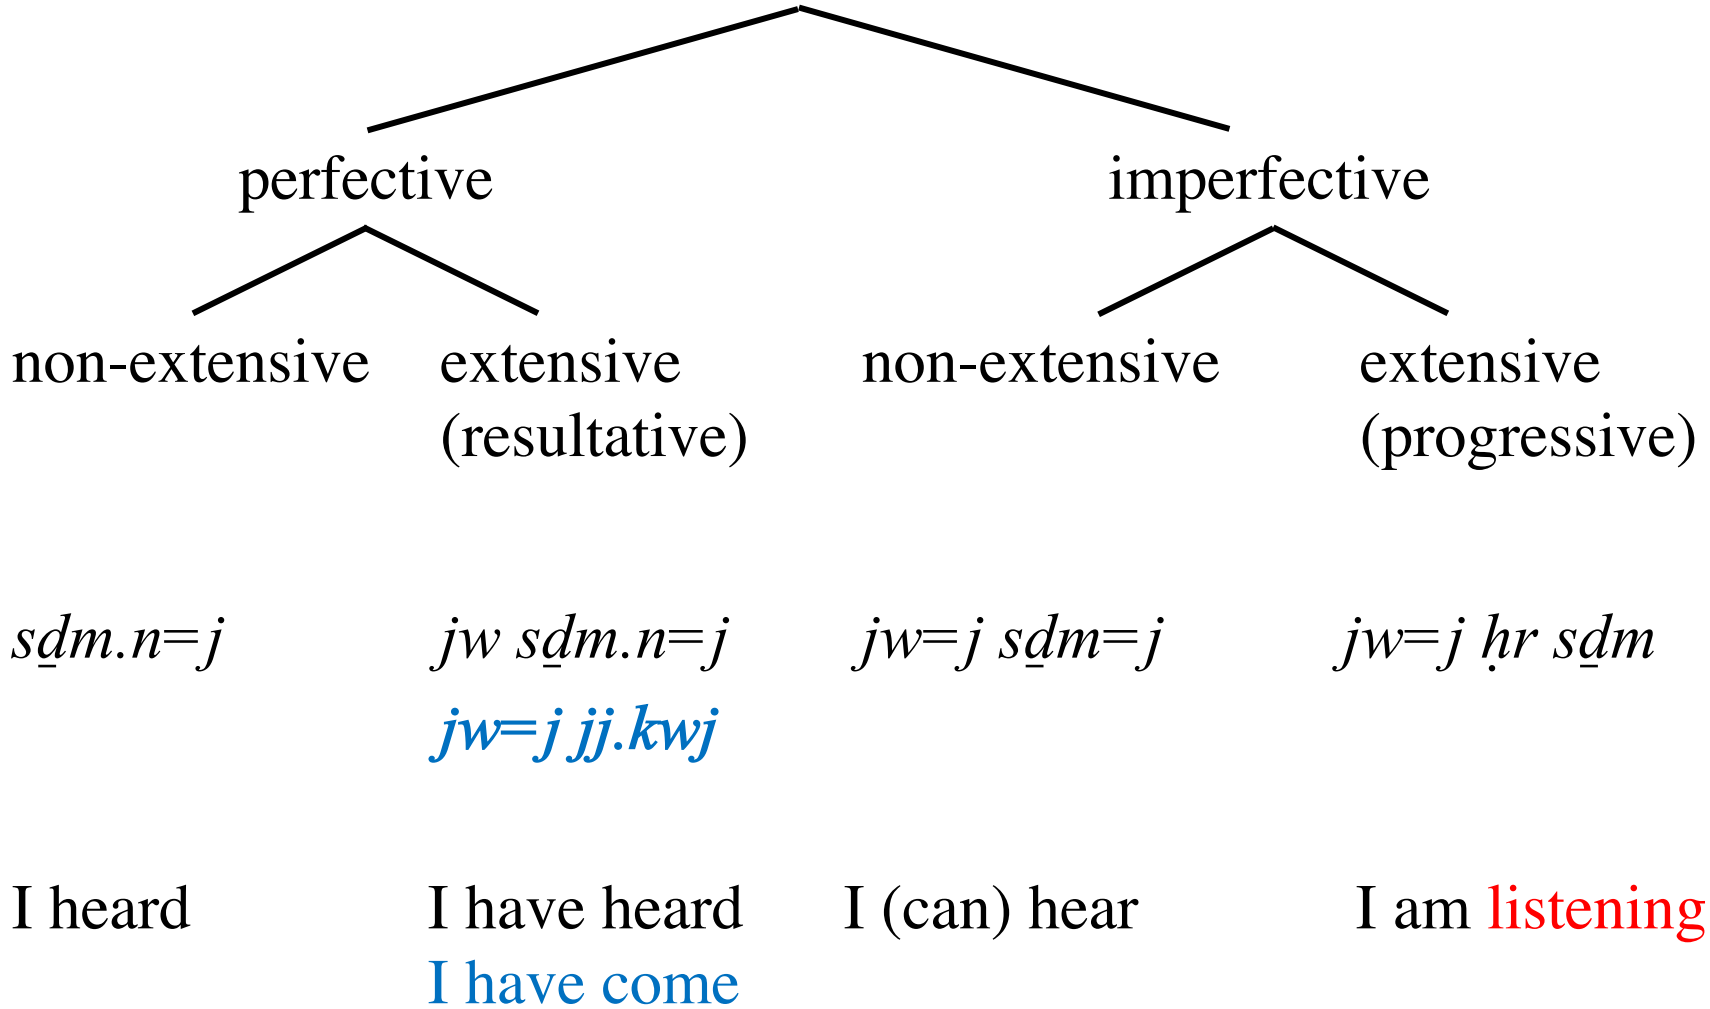 perfective imperfective
non-extensive extensive non-extensive extensive
(resultative) (progressive)
sḏm.n=j jw sḏm.n=j jw=j sḏm=j jw=j ḥr sḏm
jw=j jj.kwj
I heard I have heard I (can) hear I am listening
I have come